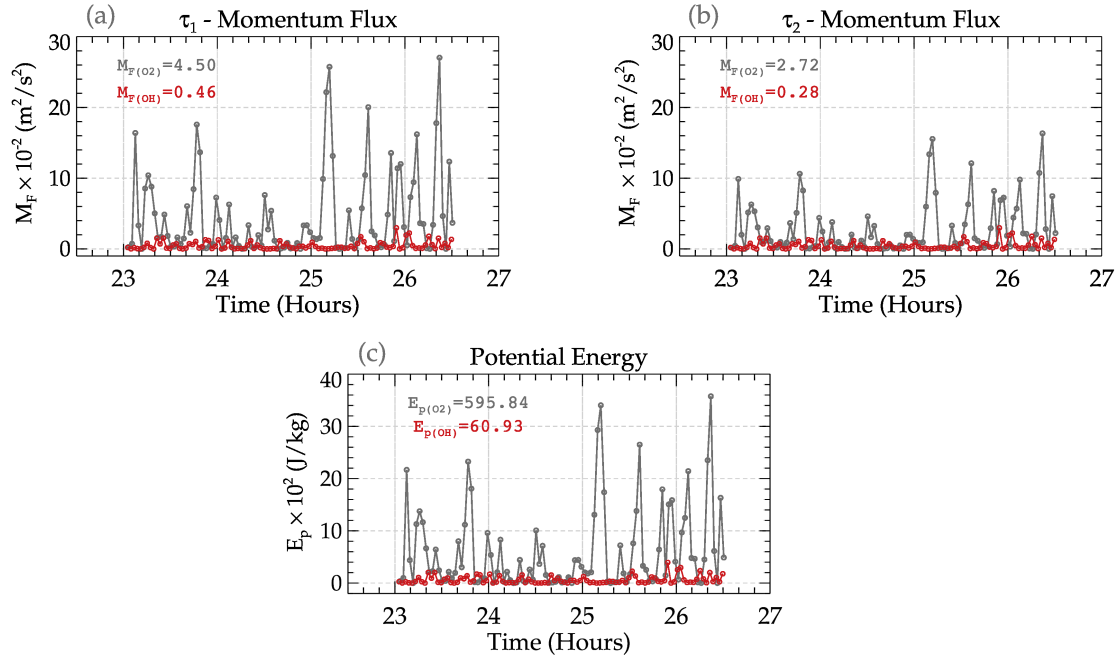 (a)
τ1 - Momentum Flux
30
20
10
0
MF × 10-2 (m2/s2)
MF(O2)=4.50
MF(OH)=0.46
23 24 25 26 27
Time (Hours)
(b)
τ2 - Momentum Flux
30
20
10
0
MF × 10-2 (m2/s2)
MF(O2)=2.72
MF(OH)=0.28
23 24 25 26 27
Time (Hours)
(c)
Potential Energy
40
30
20
10
0
Ep × 102 (J/kg)
Ep(O2)=595.84
Ep(OH)=60.93
23 24 25 26 27
Time (Hours)